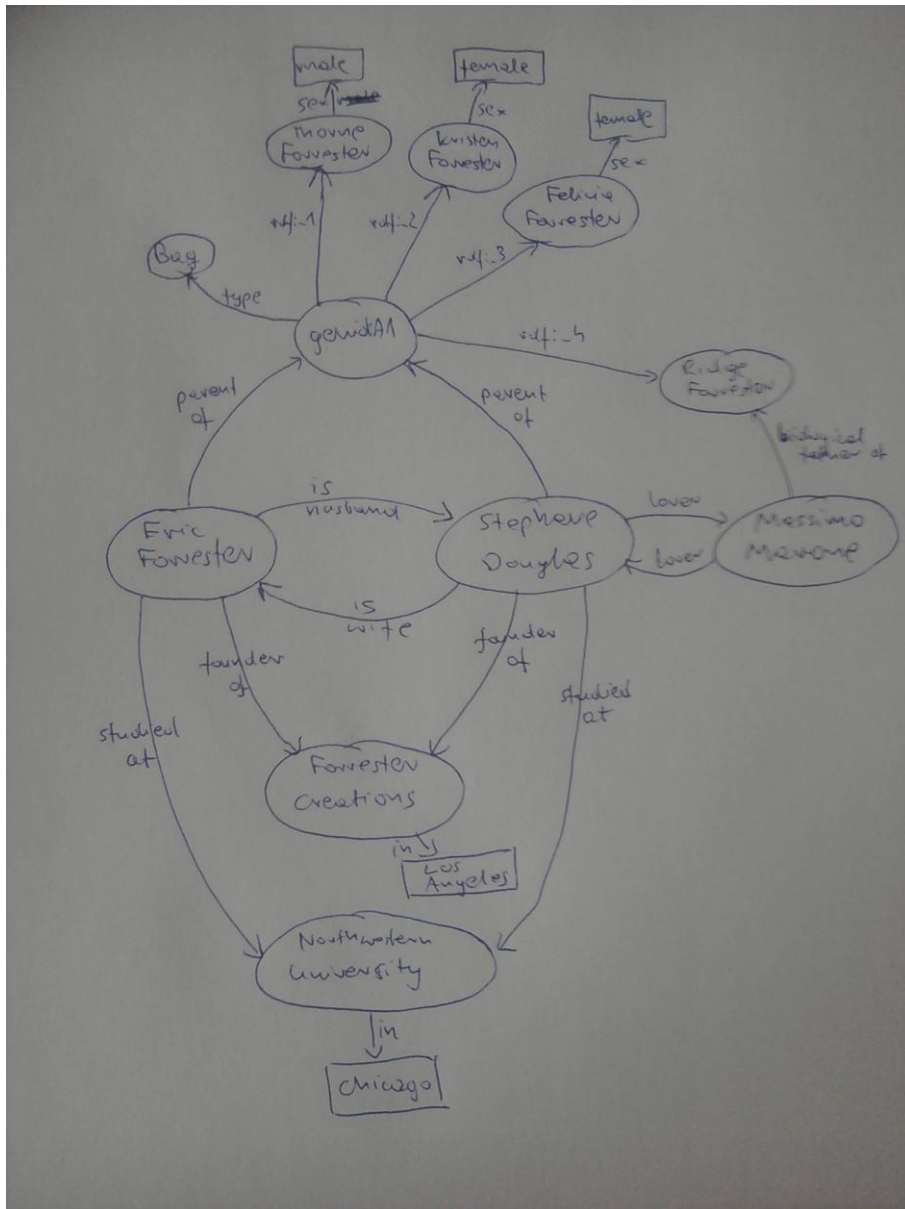 male
female
sex
sex
female
sex
Thorne
Forrester
Kristen
Forrester
Felicia
Forrester
rdf:_1
rdf:_2
rdf:_3
Bag
type
genidA1
rdf:_4
Ridge
Forrester
parent
of
parent
of
biological
father of
is
husband
lover
Eric
Forrester
Stephanie
Douglas
Massimo
Marone
lover
is
wife
founder
of
founder
of
studied
at
studied
at
Forrester
Creations
in
Los
Angeles
Northwestern
University
in
Chicago